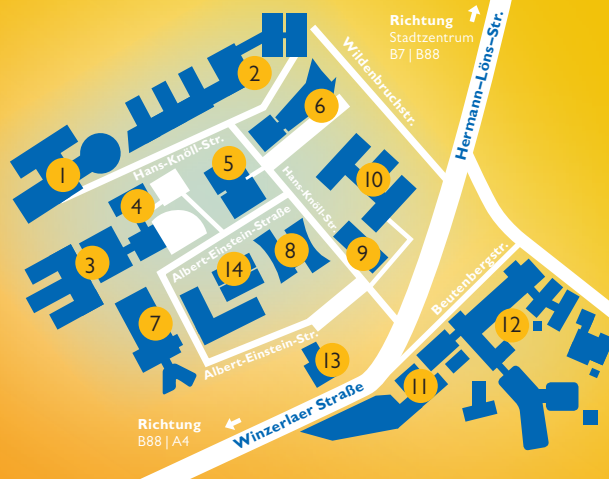 Richtung
Stadtzentrum
B7 | B88
Hermann–Löns–Str.
Wildenbruchstr.
2
6
Hans-Knöll-Str.
1
5
10
4
Hans-Knöll-Str.
Albert-Einstein-Straße
3
14
8
9
7
Beutenbergstr.
12
Albert-Einstein-Str.
13
11
Richtung
B88 | A4
Winzerlaer Straße